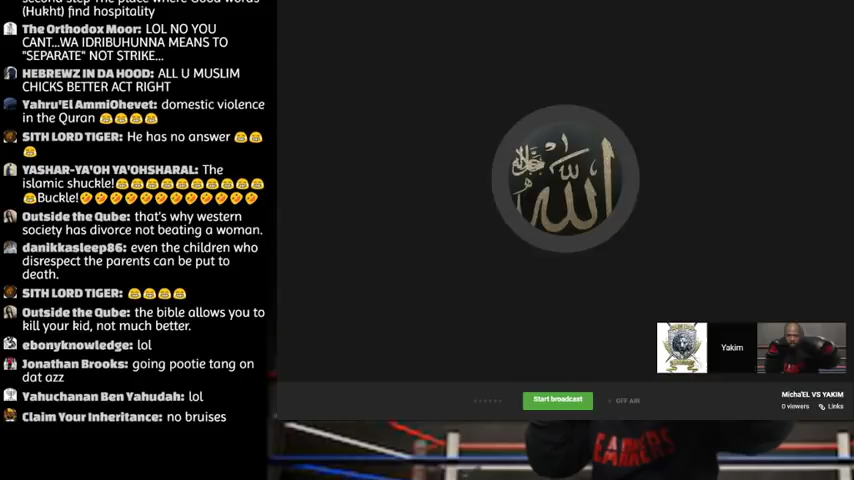 second step The place where Good words
(Hukht) find hospitality
The Orthodox Moor: LOL NO YOU
CANT...WA IDRIBUHUNNA MEANS TO
"SEPARATE" NOT STRIKE...
HEBREWZ IN DA HOOD: ALL U MUSLIM
CHICKS BETTER ACT RIGHT
Yahru'El AmmiOhevet: domestic violence
in the Quran 😂😂😂😂
SITH LORD TIGER: He has no answer 😂😂
😂
YASHAR-YA'OH YA'OHSHARAL: The
islamic shuckle!😂😂😂😂😂😂😂😂😂😂
😂Buckle!🤣🤣🤣🤣🤣🤣🤣🤣🤣🤣🤣
Outside the Qube: that's why western
society has divorce not beating a woman.
danikkasleep86: even the children who
disrespect the parents can be put to
death.
SITH LORD TIGER: 😂😂😂😂
Outside the Qube: the bible allows you to
kill your kid, not much better.
ebonyknowledge: lol
Jonathan Brooks: going pootie tang on
dat azz
Yahuchanan Ben Yahudah: lol
Claim Your Inheritance: no bruises
الله
جل جلاله
Yakim
Start broadcast
OFF AIR
Micha'EL VS YAKIM
0 viewers
Links